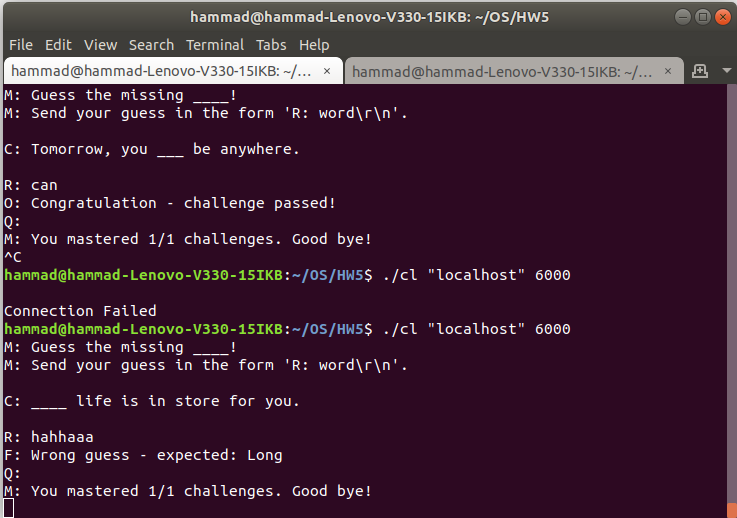 hammad@hammad-Lenovo-V330-15IKB: ~/OS/HW5
File Edit View Search Terminal Tabs Help
hammad@hammad-Lenovo-V330-15IKB: ~/... × hammad@hammad-Lenovo-V330-15IKB: ~/... ×
M: Guess the missing ____!
M: Send your guess in the form 'R: word\r\n'.
C: Tomorrow, you ___ be anywhere.
R: can
O: Congratulation - challenge passed!
Q:
M: You mastered 1/1 challenges. Good bye!
^C
hammad@hammad-Lenovo-V330-15IKB:~/OS/HW5$ ./cl "localhost" 6000
Connection Failed
hammad@hammad-Lenovo-V330-15IKB:~/OS/HW5$ ./cl "localhost" 6000
M: Guess the missing ____!
M: Send your guess in the form 'R: word\r\n'.
C: ____ life is in store for you.
R: hahhaaa
F: Wrong guess - expected: Long
Q:
M: You mastered 1/1 challenges. Good bye!